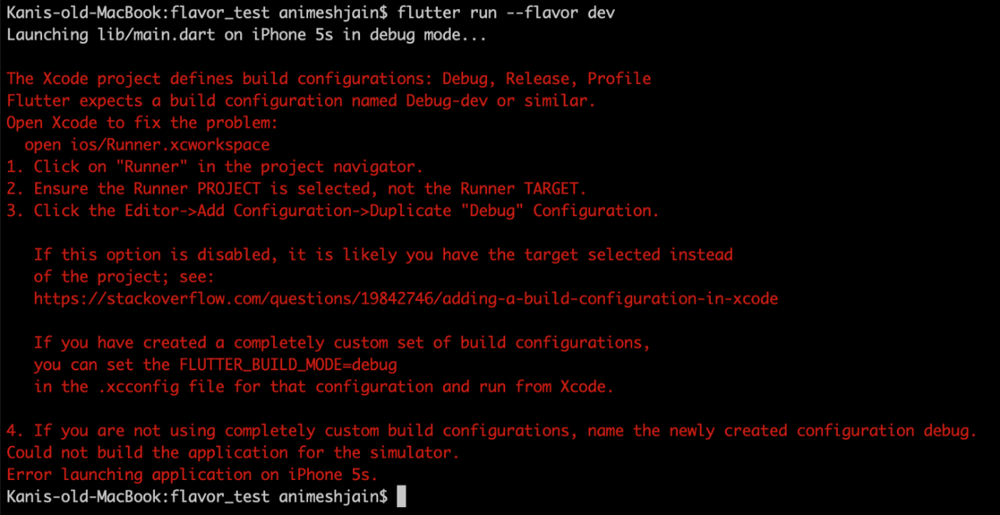 Kanis-old-MacBook:flavor_test animeshjain$ flutter run --flavor dev
Launching lib/main.dart on iPhone 5s in debug mode...
The Xcode project defines build configurations: Debug, Release, Profile
Flutter expects a build configuration named Debug-dev or similar.
Open Xcode to fix the problem:
  open ios/Runner.xcworkspace
1. Click on "Runner" in the project navigator.
2. Ensure the Runner PROJECT is selected, not the Runner TARGET.
3. Click the Editor->Add Configuration->Duplicate "Debug" Configuration.
   If this option is disabled, it is likely you have the target selected instead
   of the project; see:
   https://stackoverflow.com/questions/19842746/adding-a-build-configuration-in-xcode
   If you have created a completely custom set of build configurations,
   you can set the FLUTTER_BUILD_MODE=debug
   in the .xcconfig file for that configuration and run from Xcode.
4. If you are not using completely custom build configurations, name the newly created configuration debug.
Could not build the application for the simulator.
Error launching application on iPhone 5s.
Kanis-old-MacBook:flavor_test animeshjain$